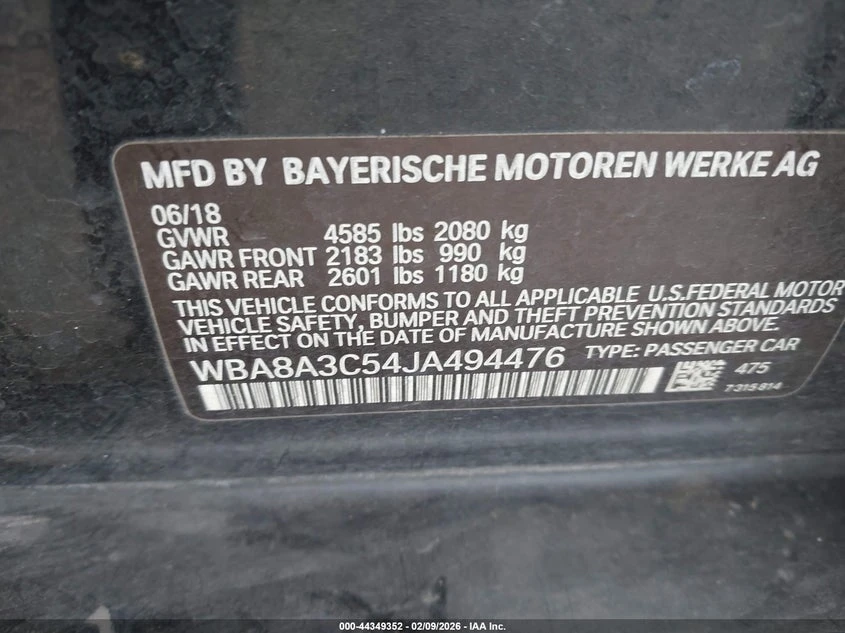 MFD BY BAYERISCHE MOTOREN WERKE AG
06/18
GVWR 4585 lbs 2080 kg
GAWR FRONT 2183 lbs 990 kg
GAWR REAR 2601 lbs 1180 kg
THIS VEHICLE CONFORMS TO ALL APPLICABLE U.S.FEDERAL MOTOR
VEHICLE SAFETY, BUMPER AND THEFT PREVENTION STANDARDS
IN EFFECT ON THE DATE OF MANUFACTURE SHOWN ABOVE.
WBA8A3C54JA494476 TYPE: PASSENGER CAR
475
7 315 814
000-44349352 / 02/09/2026 - IAA Inc.